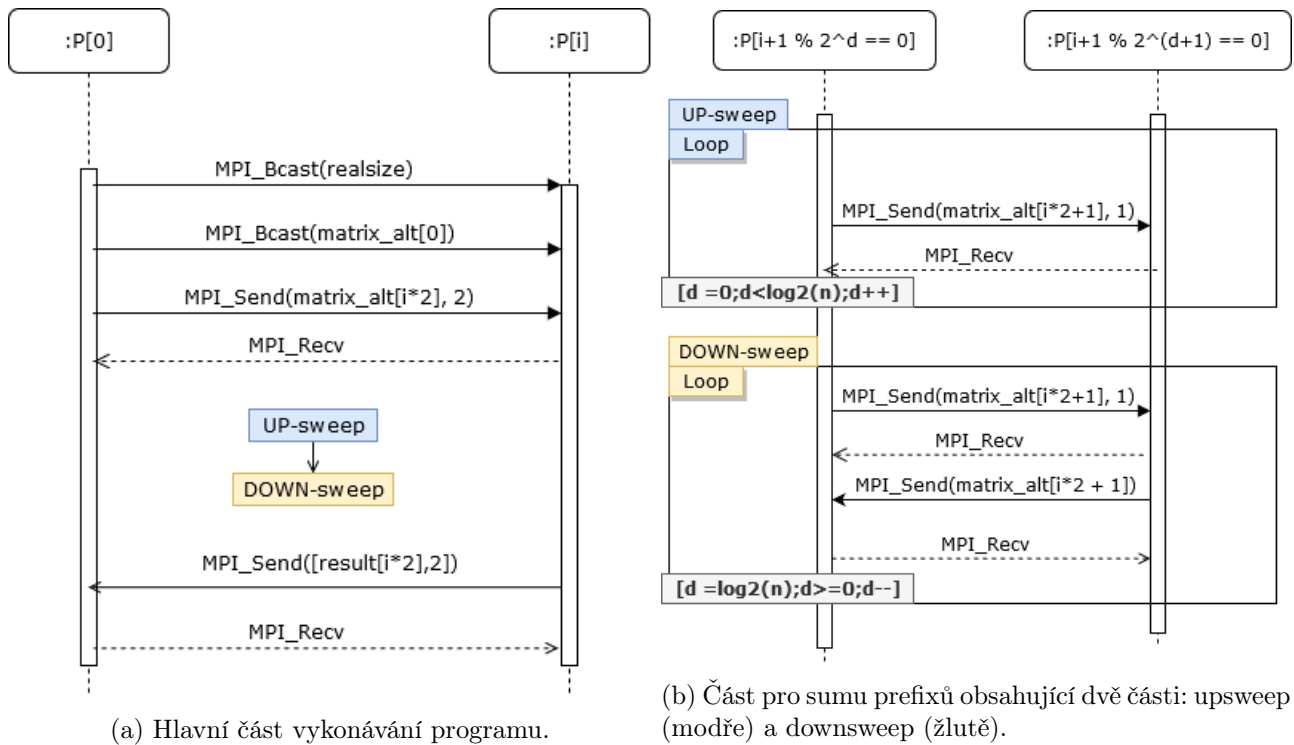 :P[0]
:P[i]
MPI_Bcast(realsize)
MPI_Bcast(matrix_alt[0])
MPI_Send(matrix_alt[i*2], 2)
MPI_Recv
UP-sweep
DOWN-sweep
MPI_Send([result[i*2],2])
MPI_Recv
(a) Hlavní část vykonávání programu.
:P[i+1 % 2^d == 0]
:P[i+1 % 2^(d+1) == 0]
UP-sweep
Loop
MPI_Send(matrix_alt[i*2+1], 1)
MPI_Recv
[d =0;d<log2(n);d++]
DOWN-sweep
Loop
MPI_Send(matrix_alt[i*2+1], 1)
MPI_Recv
MPI_Send(matrix_alt[i*2 + 1])
MPI_Recv
[d =log2(n);d>=0;d--]
(b) Část pro sumu prefixů obsahující dvě části: upsweep
(modře) a downsweep (žlutě).